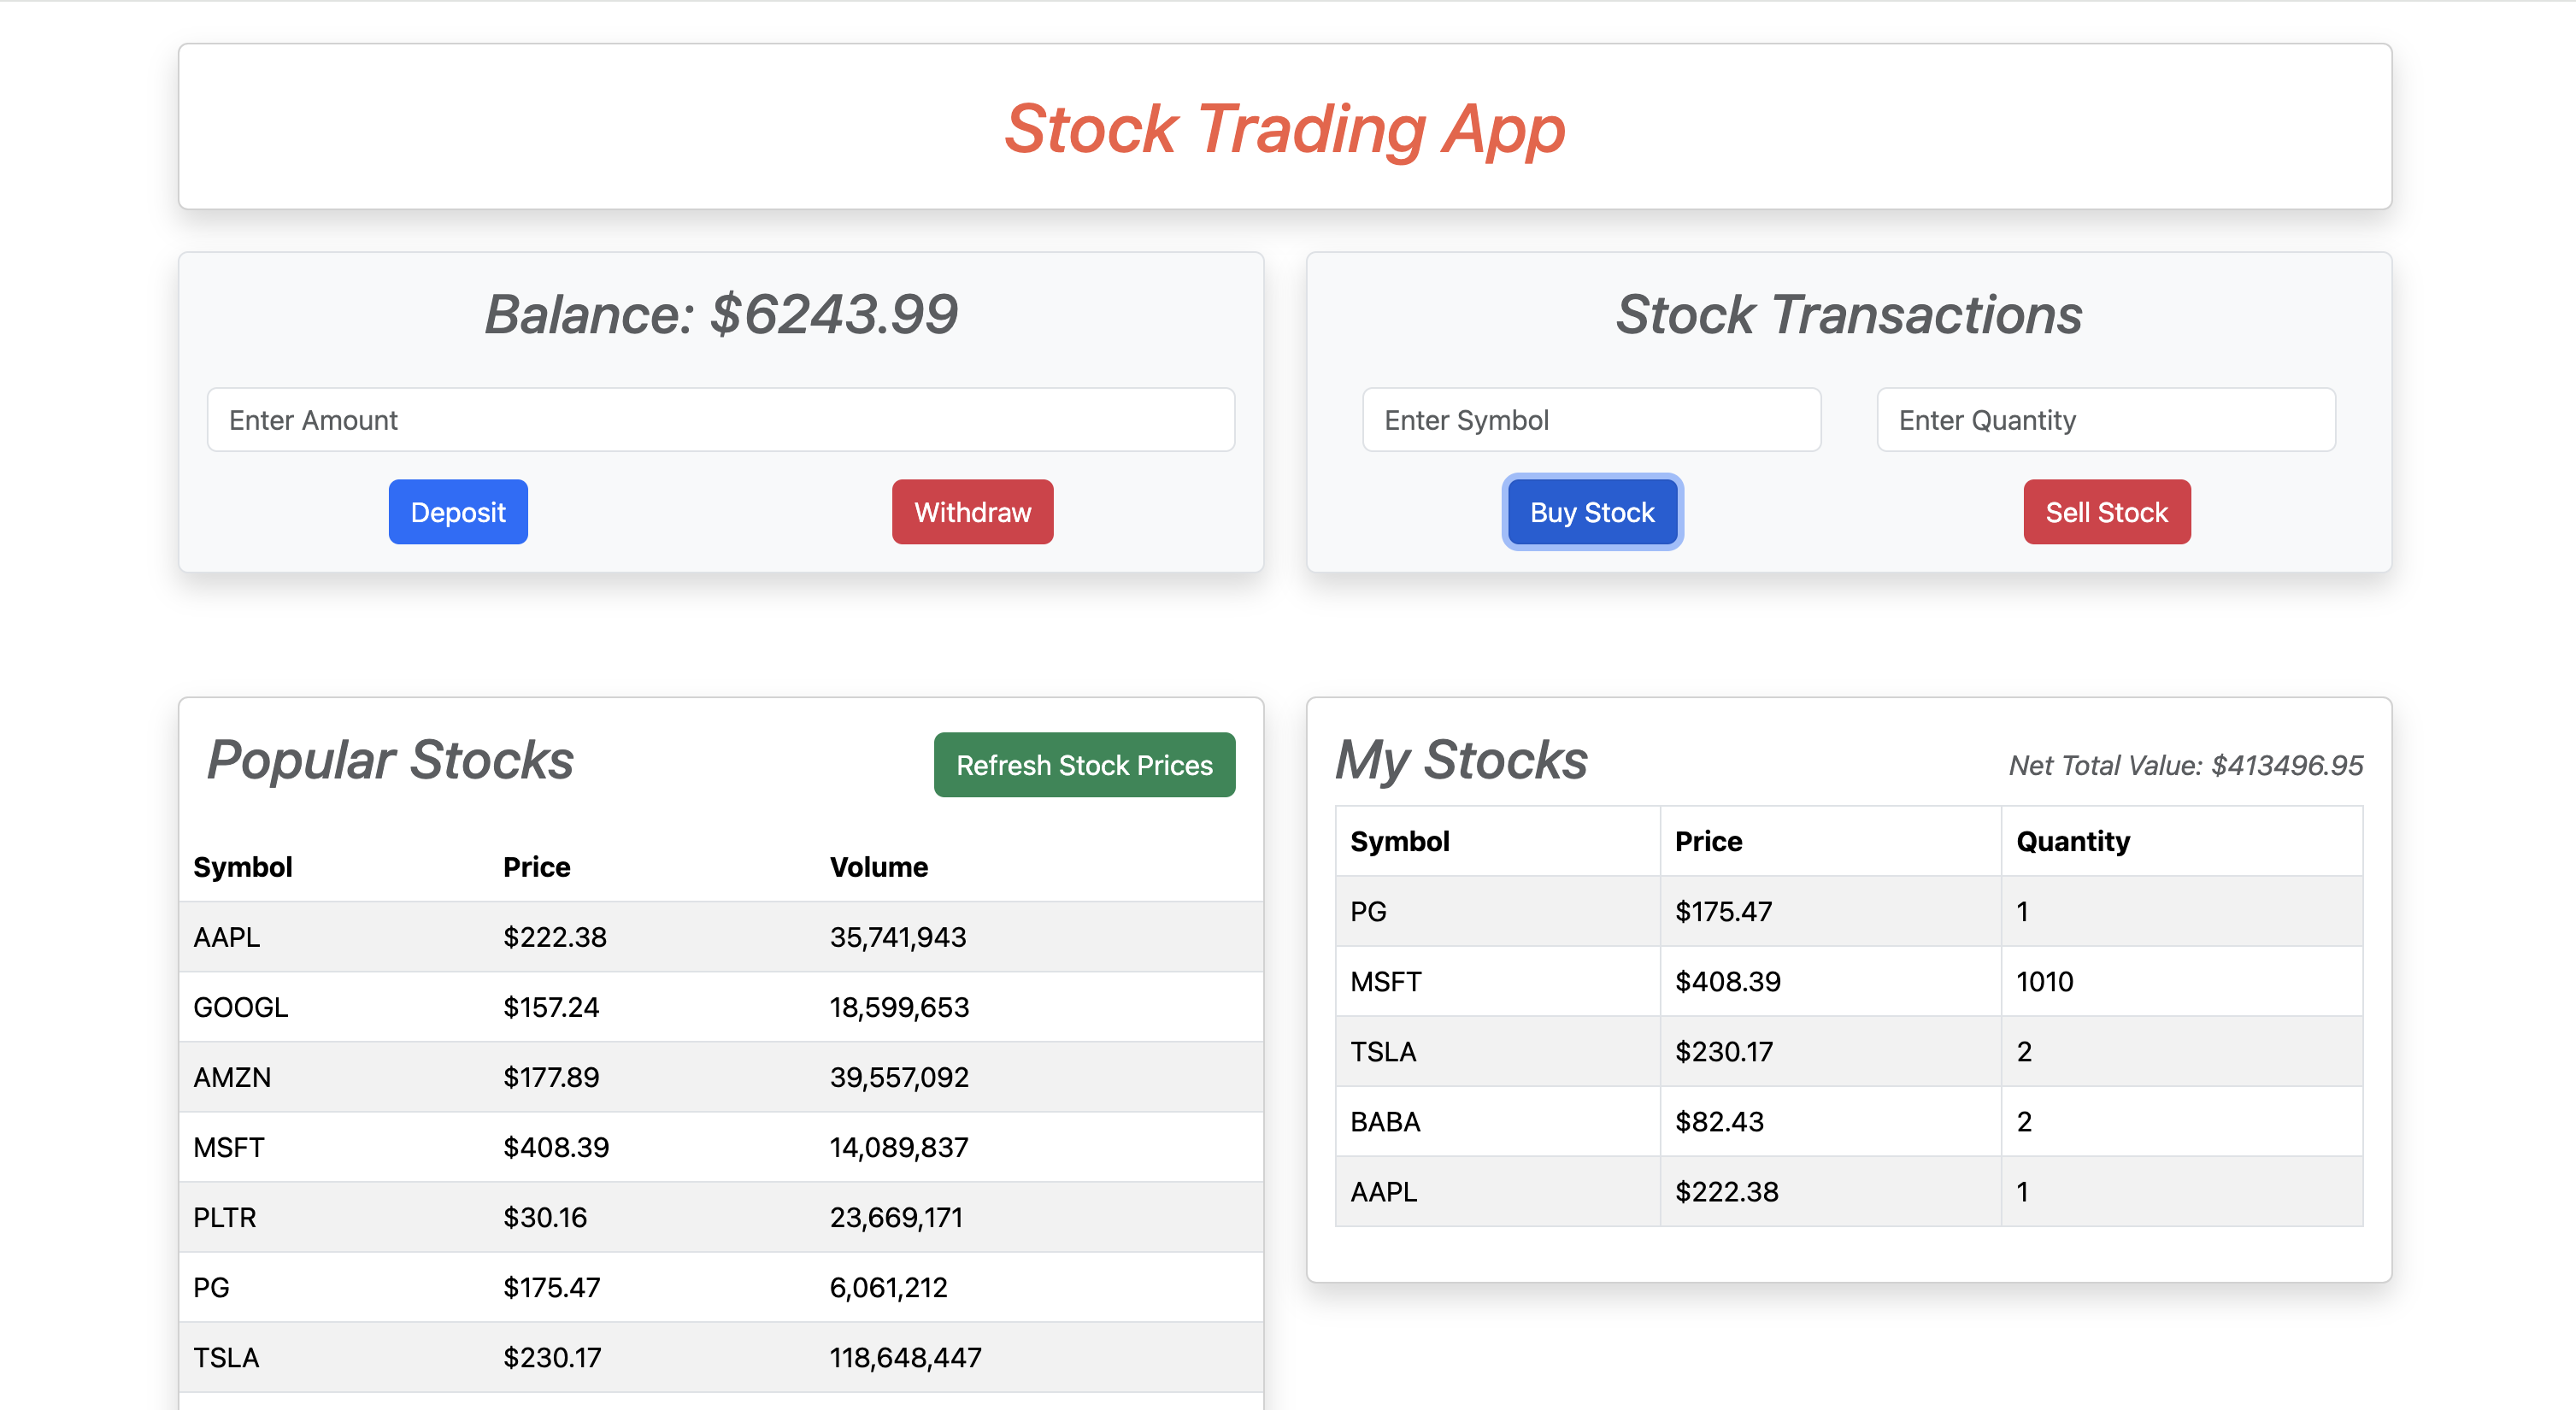 Stock Trading App
Balance: $6243.99
Enter Amount
Deposit Withdraw
Stock Transactions
Enter Symbol Enter Quantity
Buy Stock Sell Stock
Popular Stocks Refresh Stock Prices
Symbol Price Volume
AAPL $222.38 35,741,943
GOOGL $157.24 18,599,653
AMZN $177.89 39,557,092
MSFT $408.39 14,089,837
PLTR $30.16 23,669,171
PG $175.47 6,061,212
TSLA $230.17 118,648,447
My Stocks Net Total Value: $413496.95
Symbol Price Quantity
PG $175.47 1
MSFT $408.39 1010
TSLA $230.17 2
BABA $82.43 2
AAPL $222.38 1